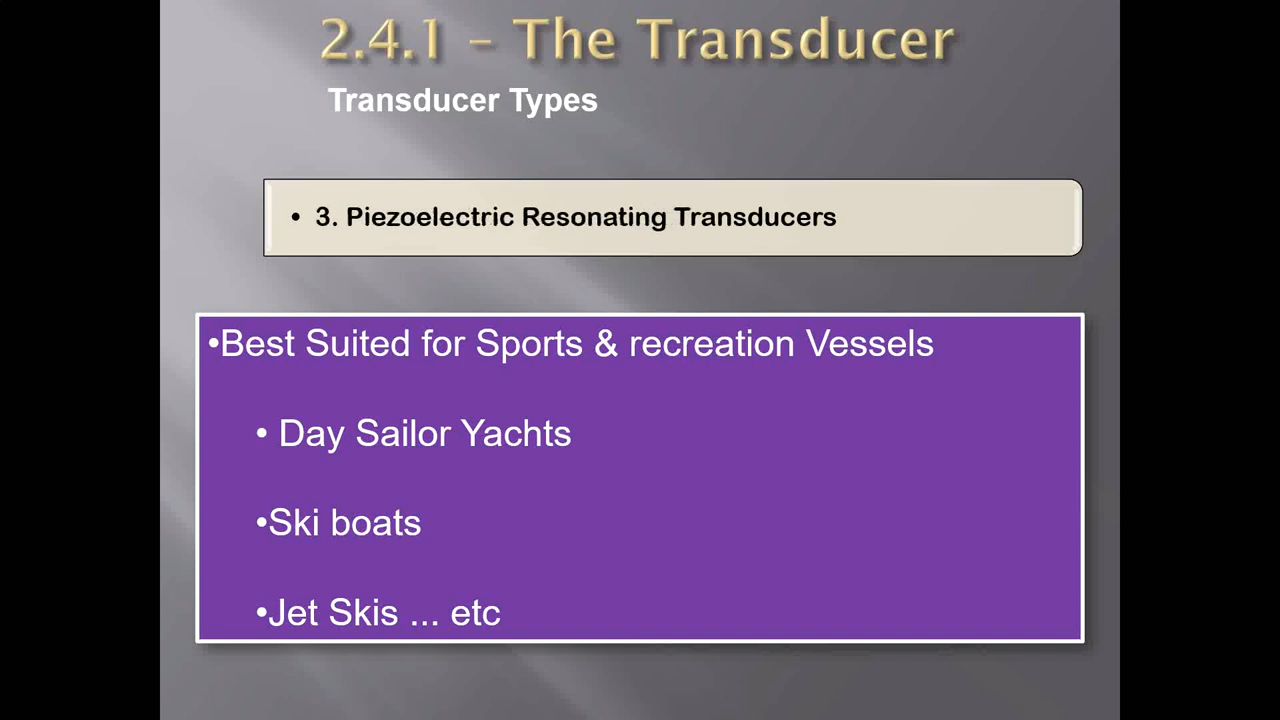 2.4.1 – The Transducer
Transducer Types
• 3. Piezoelectric Resonating Transducers
•Best Suited for Sports & recreation Vessels
• Day Sailor Yachts
•Ski boats
•Jet Skis ... etc